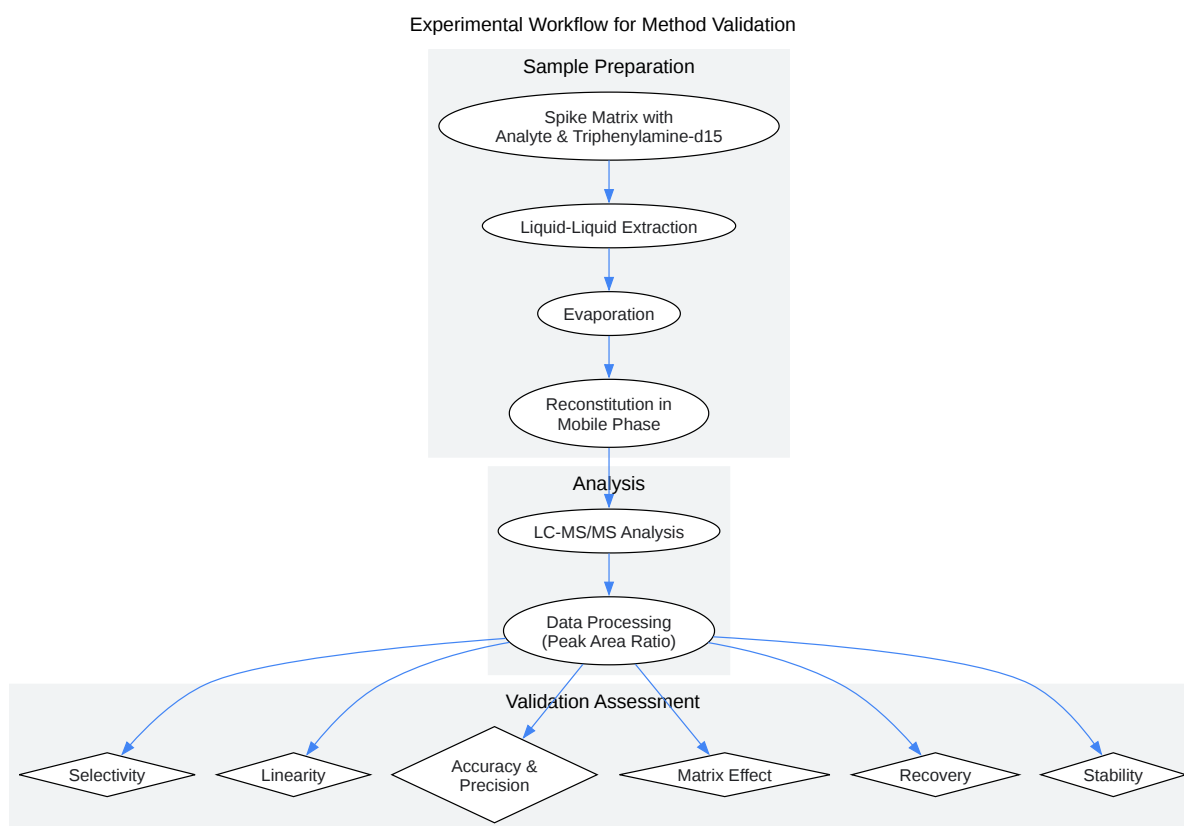 Experimental Workflow for Method Validation
Sample Preparation
Spike Matrix with
Analyte & Triphenylamine-d15
Liquid-Liquid Extraction
Evaporation
Reconstitution in
Mobile Phase
Analysis
LC-MS/MS Analysis
Data Processing
(Peak Area Ratio)
Validation Assessment
Selectivity
Linearity
Accuracy &
Precision
Matrix Effect
Recovery
Stability